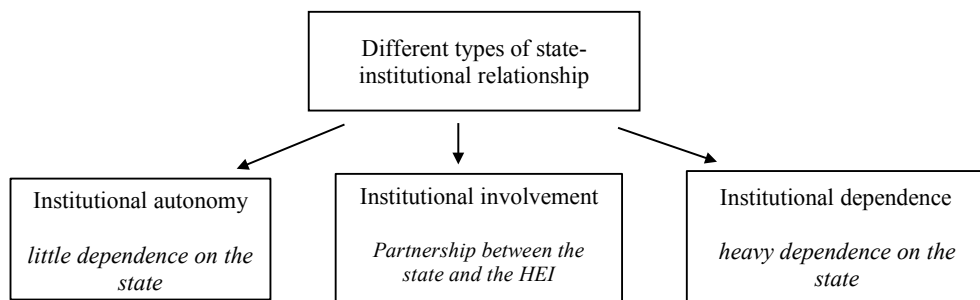 Different types of state-
institutional relationship
Institutional autonomy
little dependence on the
state
Institutional involvement
Partnership between the
state and the HEI
Institutional dependence
heavy dependence on the
state